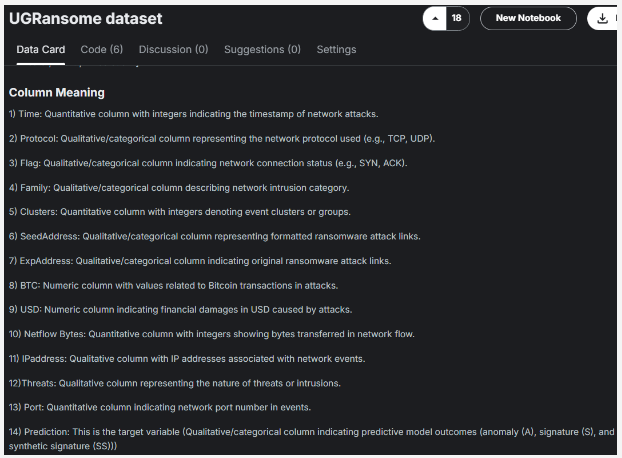 UGRansome dataset
18
New Notebook
Data Card
Code (6)
Discussion (0)
Suggestions (0)
Settings
Column Meaning
1) Time: Quantitative column with integers indicating the timestamp of network attacks.
2) Protocol: Qualitative/categorical column representing the network protocol used (e.g., TCP, UDP).
3) Flag: Qualitative/categorical column indicating network connection status (e.g., SYN, ACK).
4) Family: Qualitative/categorical column describing network intrusion category.
5) Clusters: Quantitative column with integers denoting event clusters or groups.
6) SeedAddress: Qualitative/categorical column representing formatted ransomware attack links.
7) ExpAddress: Qualitative/categorical column indicating original ransomware attack links.
8) BTC: Numeric column with values related to Bitcoin transactions in attacks.
9) USD: Numeric column indicating financial damages in USD caused by attacks.
10) Netflow Bytes: Quantitative column with integers showing bytes transferred in network flow.
11) IPaddress: Qualitative column with IP addresses associated with network events.
12)Threats: Qualitative column representing the nature of threats or intrusions.
13) Port: Quantitative column indicating network port number in events.
14) Prediction: This is the target variable (Qualitative/categorical column indicating predictive model outcomes (anomaly (A), signature (S), and
synthetic signature (SS)))